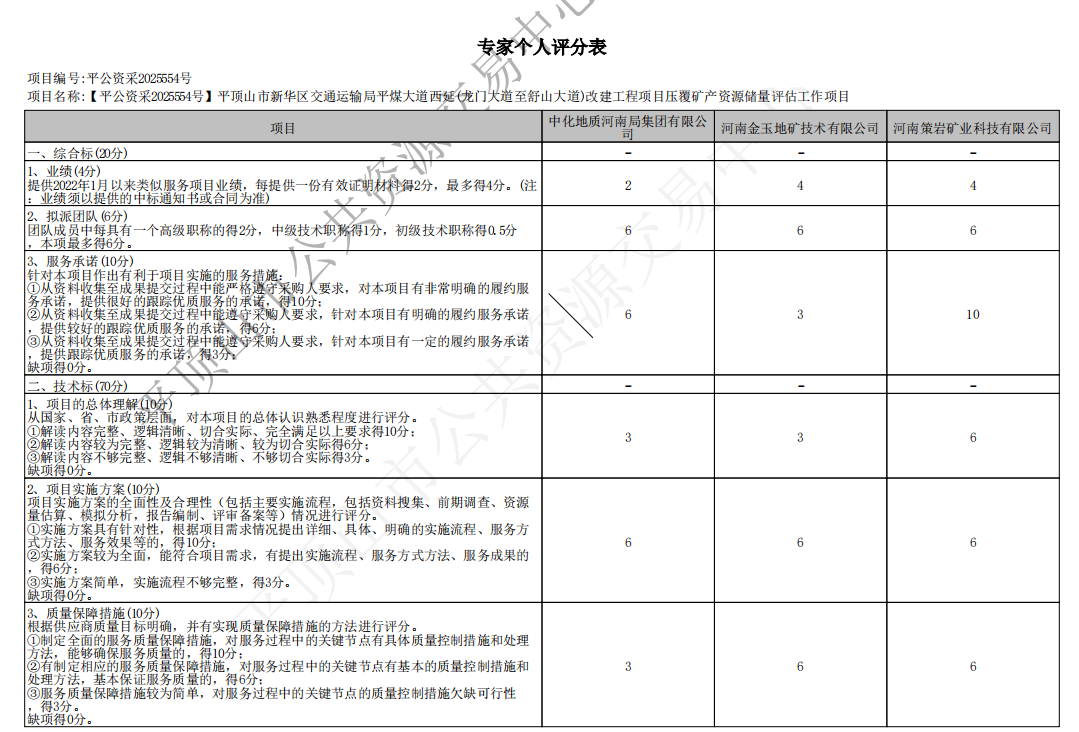 专家个人评分表
项目编号:平公资采2025554号
项目名称:【平公资采2025554号】平顶山市新华区交通运输局平煤大道西延(龙门大道至舒山大道)改建工程项目压覆矿产资源储量评估工作项目
项目 中化地质河南局集团有限公司 河南金玉地矿技术有限公司 河南策岩矿业科技有限公司
一、综合标(20分) - - -
1、业绩(4分)
提供2022年1月以来类似服务项目业绩，每提供一份有效证明材料得2分，最多得4分。(注
：业绩须以提供的中标通知书或合同为准)
2 4 4
2、拟派团队(6分)
团队成员中每具有一个高级职称的得2分，中级技术职称得1分，初级技术职称得0.5分
，本项最多得6分。
6 6 6
3、服务承诺(10分)
针对本项目作出有利于项目实施的服务措施：
①从资料收集至成果提交过程中能严格遵守采购人要求，对本项目有非常明确的履约服
务承诺，提供很好的跟踪优质服务的承诺，得10分；
②从资料收集至成果提交过程中能遵守采购人要求，针对本项目有明确的履约服务承诺
，提供较好的跟踪优质服务的承诺，得6分；
③从资料收集至成果提交过程中能遵守采购人要求，针对本项目有一定的履约服务承诺
，提供跟踪优质服务的承诺，得3分；
缺项得0分。
6 3 10
二、技术标(70分) - - -
1、项目的总体理解(10分)
从国家、省、市政策层面，对本项目的总体认识熟悉程度进行评分。
①解读内容完整、逻辑清晰、切合实际、完全满足以上要求得10分；
②解读内容较为完整、逻辑较为清晰、较为切合实际得6分；
③解读内容不够完整、逻辑不够清晰、不够切合实际得3分。
缺项得0分。
3 3 6
2、项目实施方案(10分)
项目实施方案的全面性及合理性（包括主要实施流程，包括资料搜集、前期调查、资源
量估算、模拟分析，报告编制、评审备案等）情况进行评分。
①实施方案具有针对性，根据项目需求情况提出详细、具体、明确的实施流程、服务方
式方法、服务效果等的，得10分；
②实施方案较为全面，能符合项目需求，有提出实施流程、服务方式方法、服务成果的
，得6分；
③实施方案简单，实施流程不够完整，得3分。
缺项得0分。
6 6 6
3、质量保障措施(10分)
根据供应商质量目标明确，并有实现质量保障措施的方法进行评分。
①制定全面的服务质量保障措施，对服务过程中的关键节点有具体质量控制措施和处理
方法，能够确保服务质量的，得10分；
②有制定相应的服务质量保障措施，对服务过程中的关键节点有基本的质量控制措施和
处理方法，基本保证服务质量的，得6分；
③服务质量保障措施较为简单，对服务过程中的关键节点的质量控制措施欠缺可行性
，得3分。
缺项得0分。
3 6 6
平顶山市公共资源交易中心
平顶山市公共资源交易中心